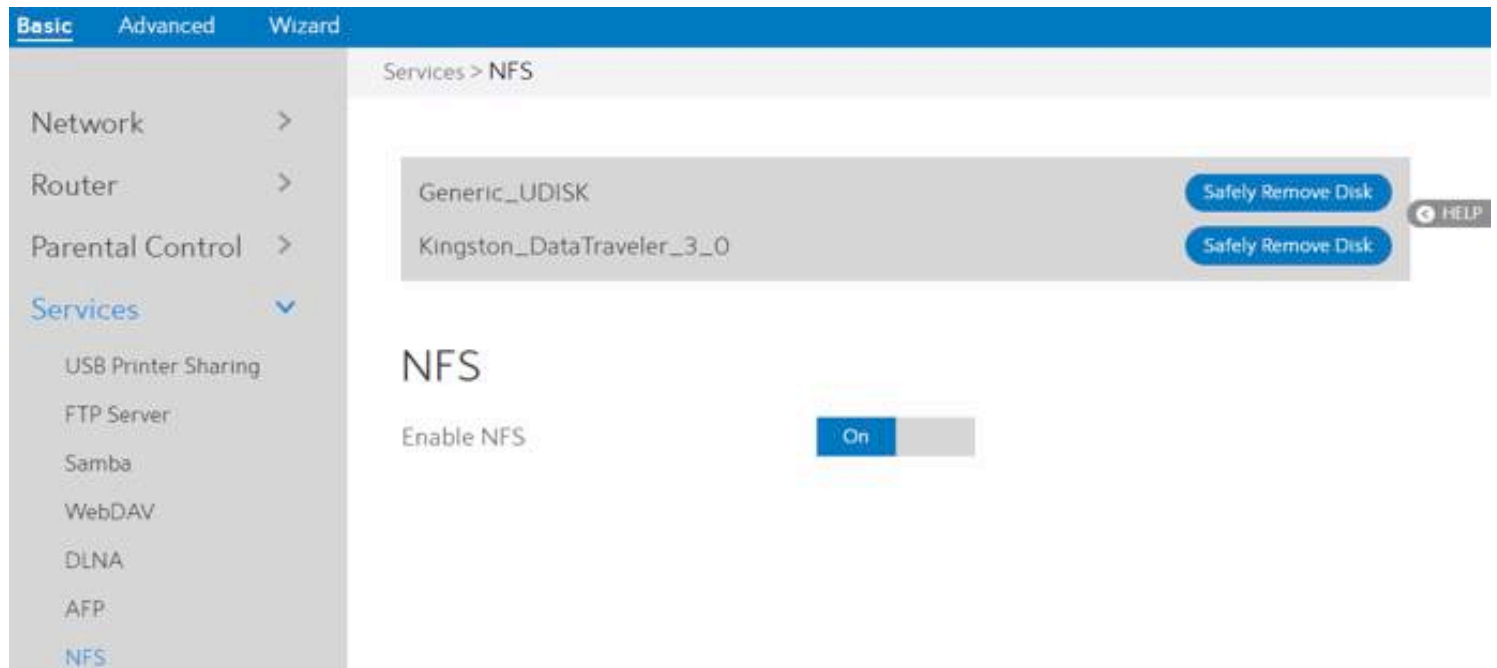 Basic Advanced Wizard
Services > NFS
Network >
Router >
Parental Control >
Services
USB Printer Sharing
FTP Server
Samba
WebDAV
DLNA
AFP
NFS
Generic_UDISK Safely Remove Disk
Kingston_DataTraveler_3_0 Safely Remove Disk
HELP
NFS
Enable NFS On